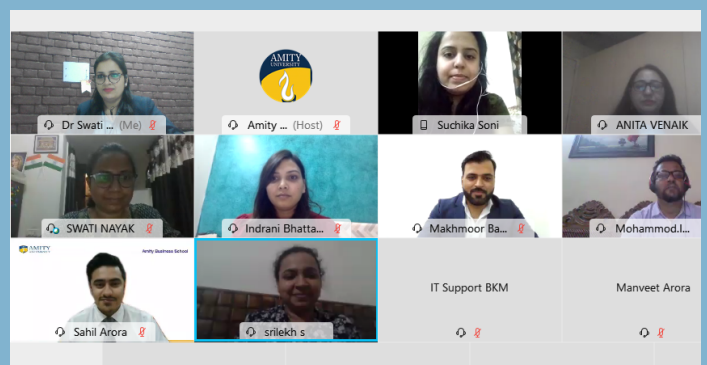 AMITY
UNIVERSITY
Dr Swati ... (Me)
Amity ... (Host)
Suchika Soni
ANITA VENAIK
SWATI NAYAK
Indrani Bhatta...
Makhmoor Ba...
Mohammod.I...
AMITY
UNIVERSITY
Amity Business School
Sahil Arora
srilekh s
IT Support BKM
Manveet Arora